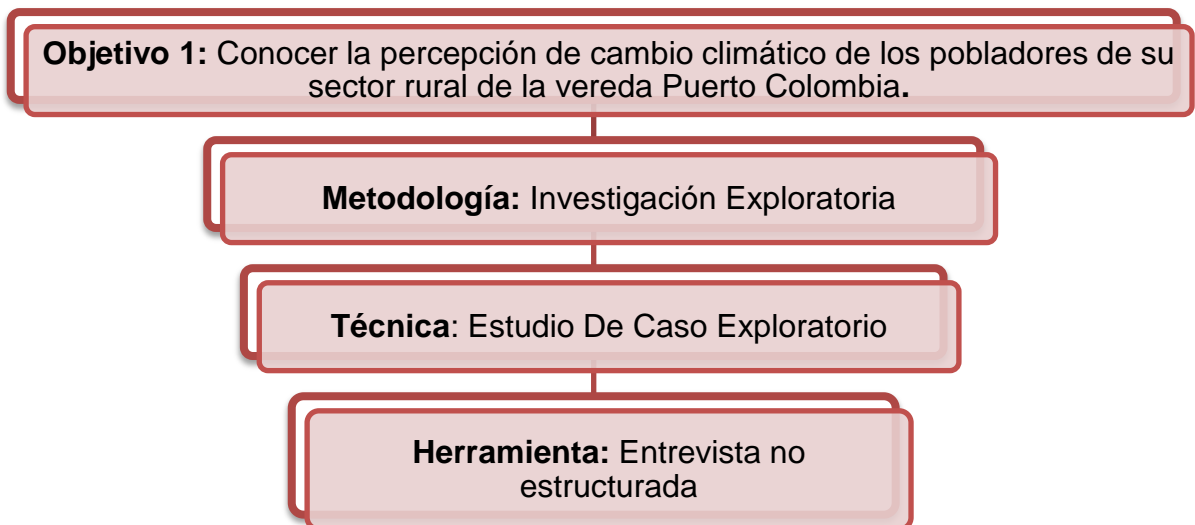 Objetivo 1: Conocer la percepción de cambio climático de los pobladores de su
sector rural de la vereda Puerto Colombia.
Metodología: Investigación Exploratoria
Técnica: Estudio De Caso Exploratorio
Herramienta: Entrevista no
estructurada